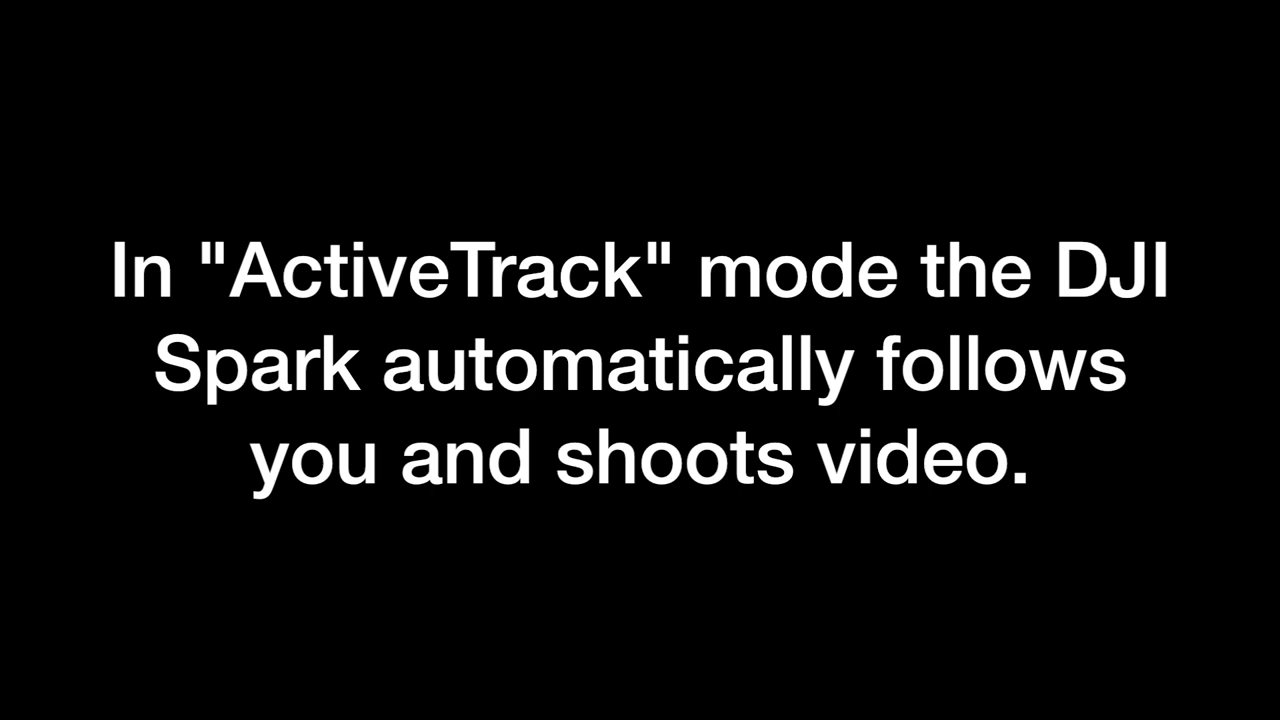 In "ActiveTrack" mode the DJI
Spark automatically follows
you and shoots video.